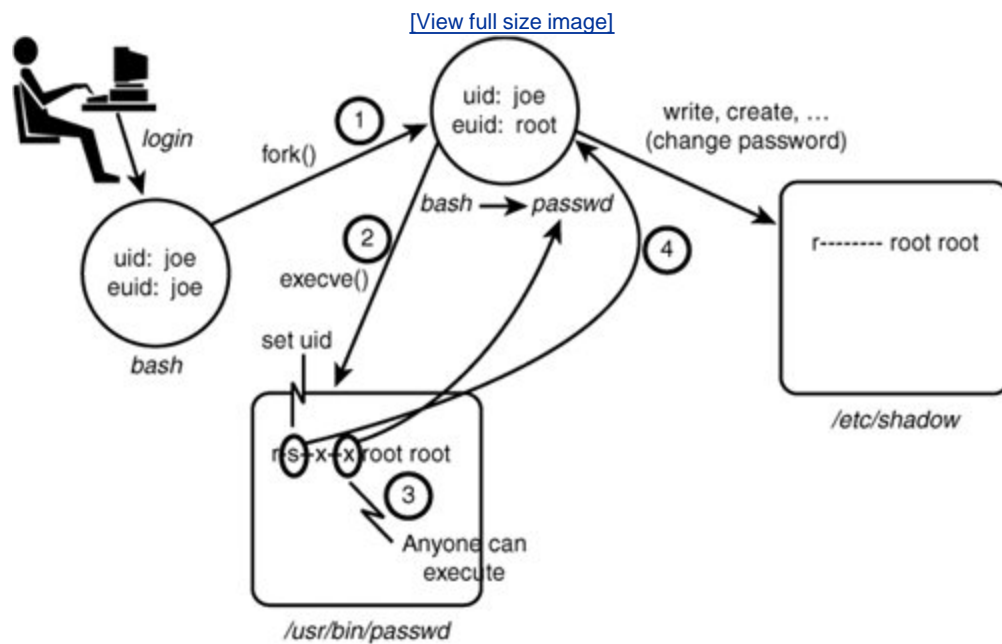 [View full size image]
login
fork()
1
uid: joe
euid: root
write, create, ...
(change password)
bash
passwd
2
execve()
4
uid: joe
euid: joe
bash
r-------- root root
/etc/shadow
set uid
r-s--x--x root root
3
Anyone can
execute
/usr/bin/passwd